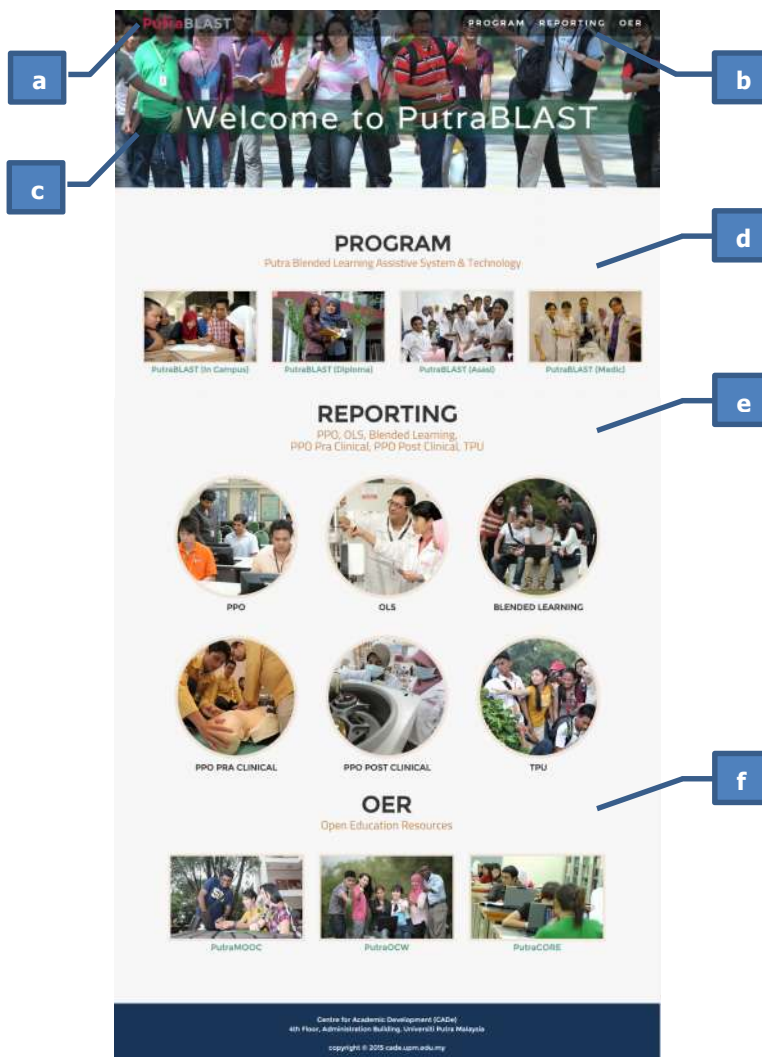 PutraBLAST
PROGRAM REPORTING OER
a
b
Welcome to PutraBLAST
c
PROGRAM
d
Putra Blended Learning Assistive System & Technology
PutraBLAST (In Campus) PutraBLAST (Diploma) PutraBLAST (Asasi) PutraBLAST (Medic)
REPORTING
e
PPO, OLS, Blended Learning,
PPO Pra Clinical, PPO Post Clinical, TPU
PPO OLS BLENDED LEARNING
PPO PRA CLINICAL PPO POST CLINICAL TPU
f
OER
Open Education Resources
PutraMOOC PutraOCW PutraCORE
Centre for Academic Development (CADe)
4th Floor, Administration Building, Universiti Putra Malaysia
copyright © 2015 cade.upm.edu.my